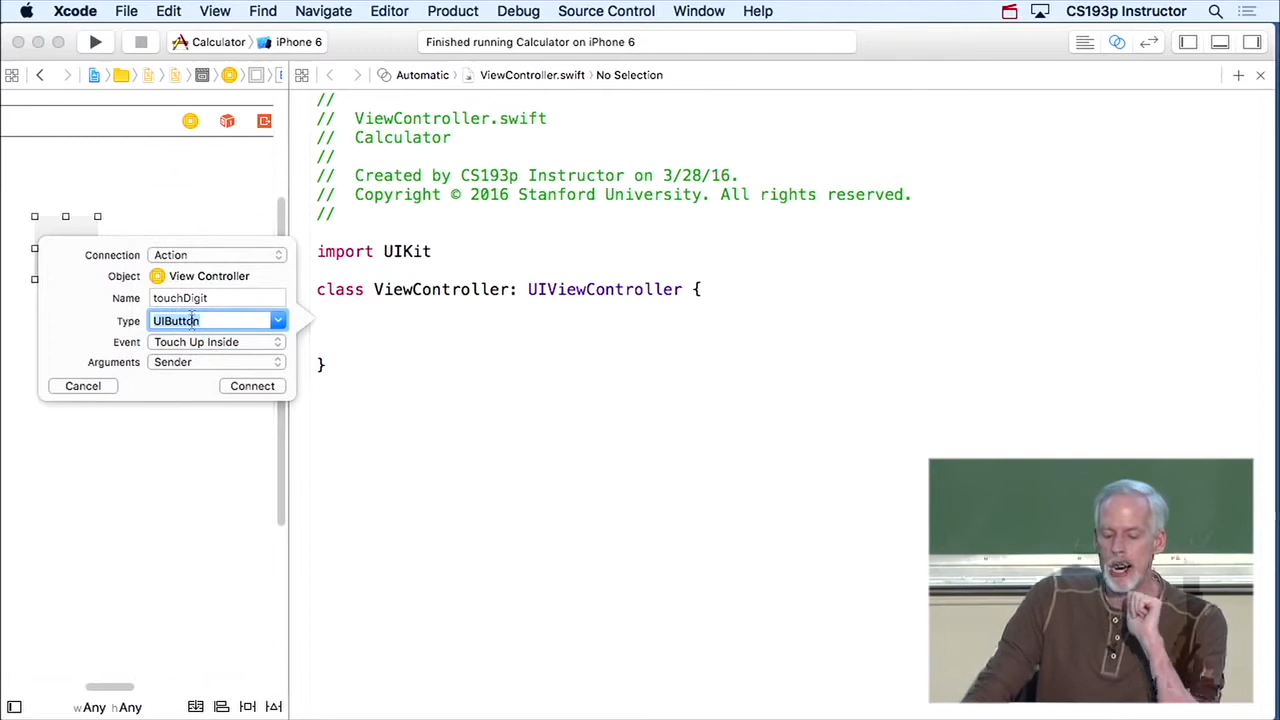 Xcode File Edit View Find Navigate Editor Product Debug Source Control Window Help CS193p Instructor
Calculator iPhone 6 Finished running Calculator on iPhone 6
Automatic ViewController.swift No Selection
//
// ViewController.swift
// Calculator
//
// Created by CS193p Instructor on 3/28/16.
// Copyright © 2016 Stanford University. All rights reserved.
//
import UIKit
class ViewController: UIViewController {
}
Connection Action
Object View Controller
Name touchDigit
Type UIButton
Event Touch Up Inside
Arguments Sender
Cancel Connect
wAny hAny